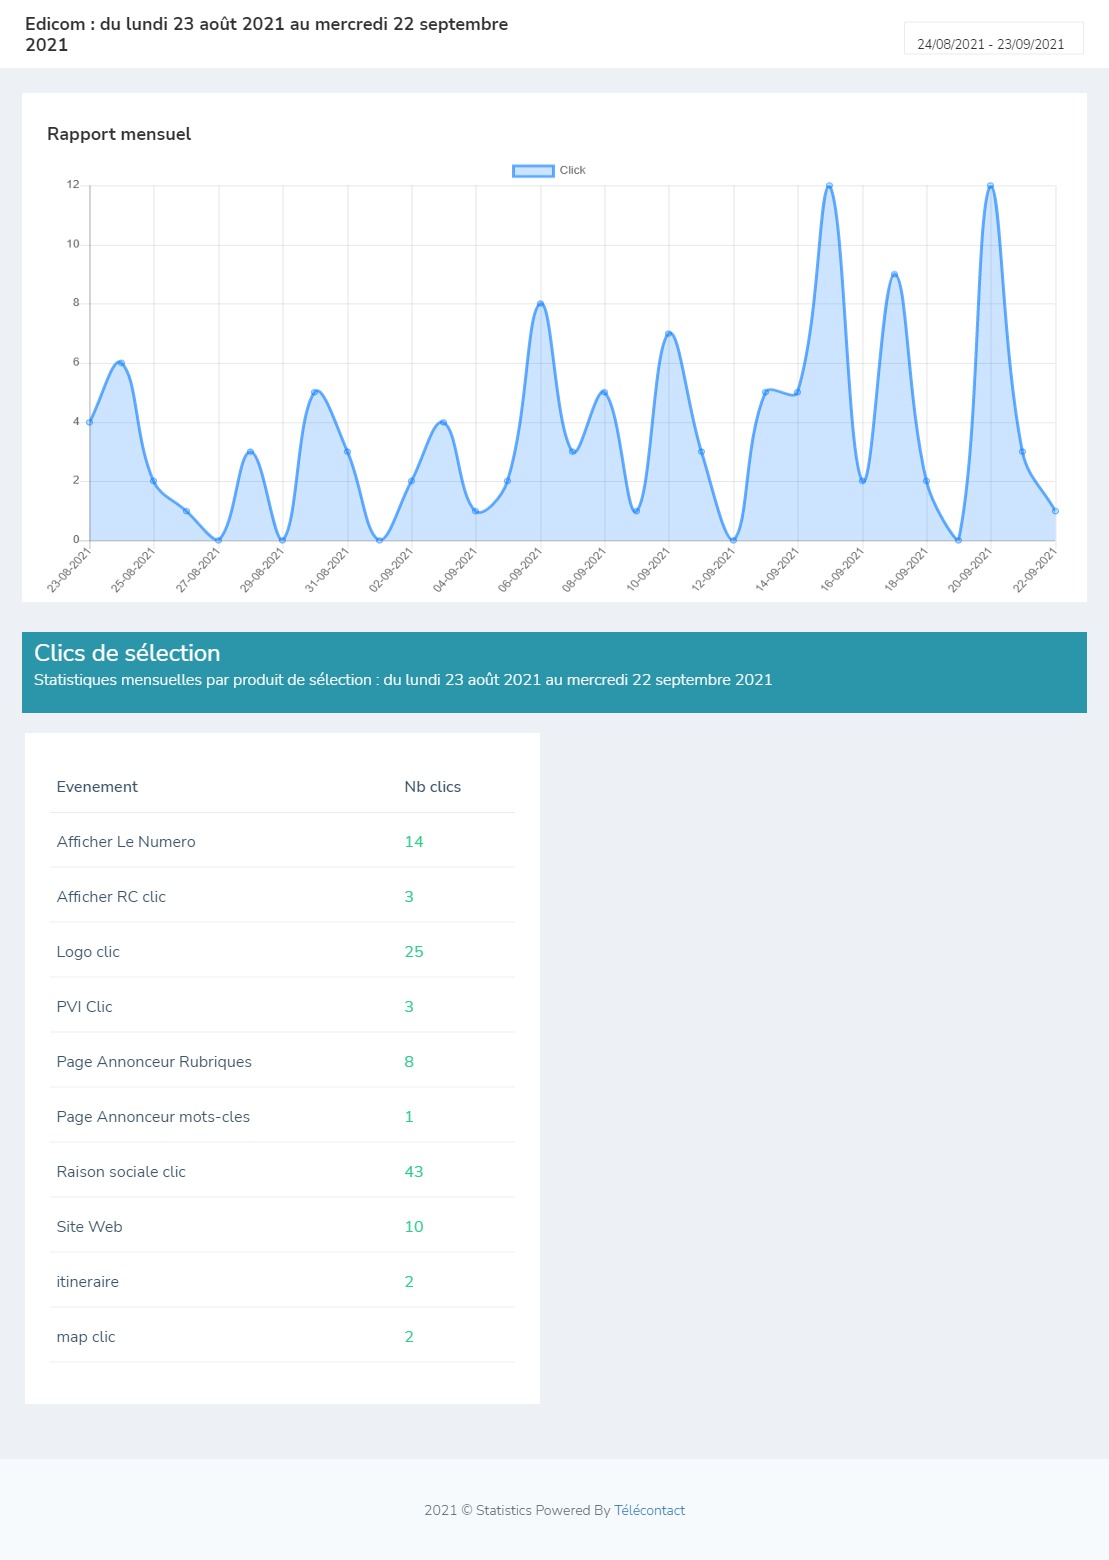 Edicom : du lundi 23 août 2021 au mercredi 22 septembre
2021
24/08/2021 - 23/09/2021
Rapport mensuel
Click
12
10
8
6
4
2
0
23-08-2021
25-08-2021
27-08-2021
29-08-2021
31-08-2021
02-09-2021
04-09-2021
06-09-2021
08-09-2021
10-09-2021
12-09-2021
14-09-2021
16-09-2021
18-09-2021
20-09-2021
22-09-2021
Clics de sélection
Statistiques mensuelles par produit de sélection : du lundi 23 août 2021 au mercredi 22 septembre 2021
Evenement Nb clics
Afficher Le Numero 14
Afficher RC clic 3
Logo clic 25
PVI Clic 3
Page Annonceur Rubriques 8
Page Annonceur mots-cles 1
Raison sociale clic 43
Site Web 10
itineraire 2
map clic 2
2021 © Statistics Powered By Télécontact